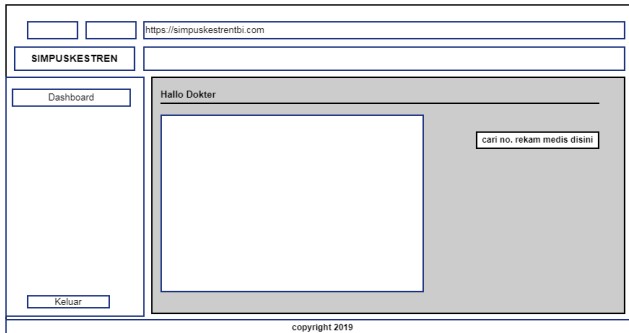 https://simpuskestrentbi.com
SIMPUSKESTREN
Dashboard
Hallo Dokter
cari no. rekam medis disini
Keluar
copyright 2019